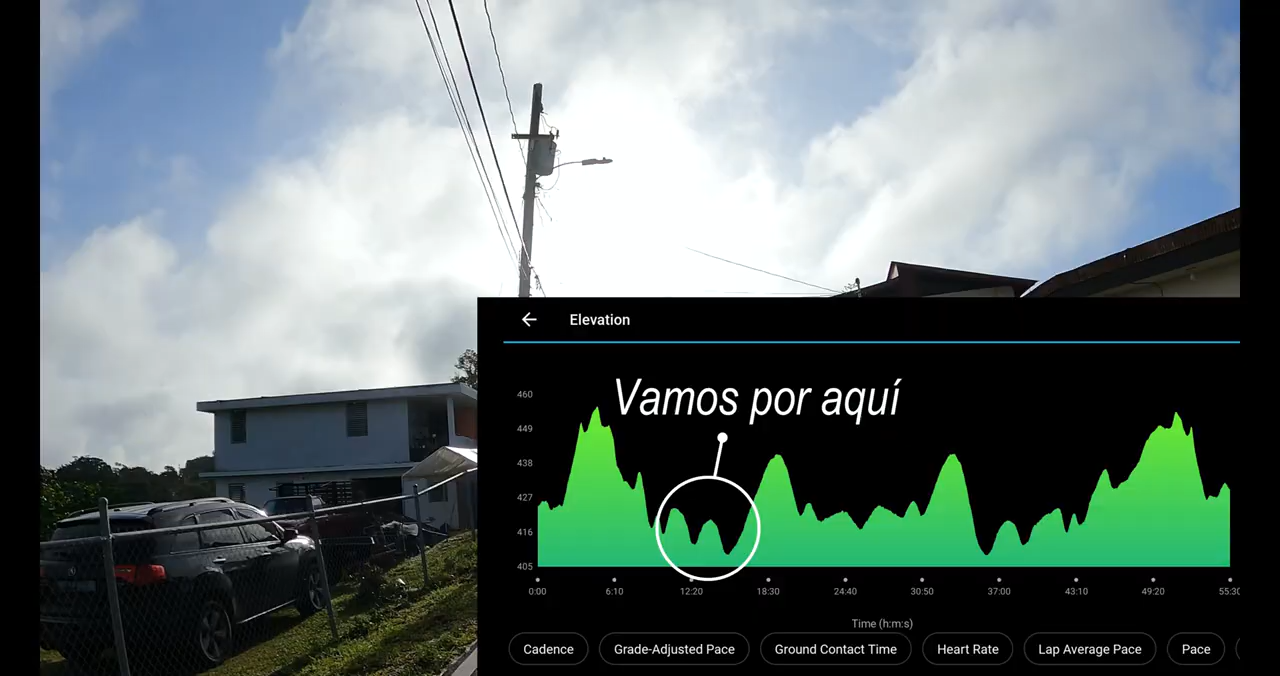 Elevation
Vamos por aquí
460
449
438
427
416
405
0:00 6:10 12:20 18:30 24:40 30:50 37:00 43:10 49:20 55:30
Time (h:m:s)
Cadence Grade-Adjusted Pace Ground Contact Time Heart Rate Lap Average Pace Pace